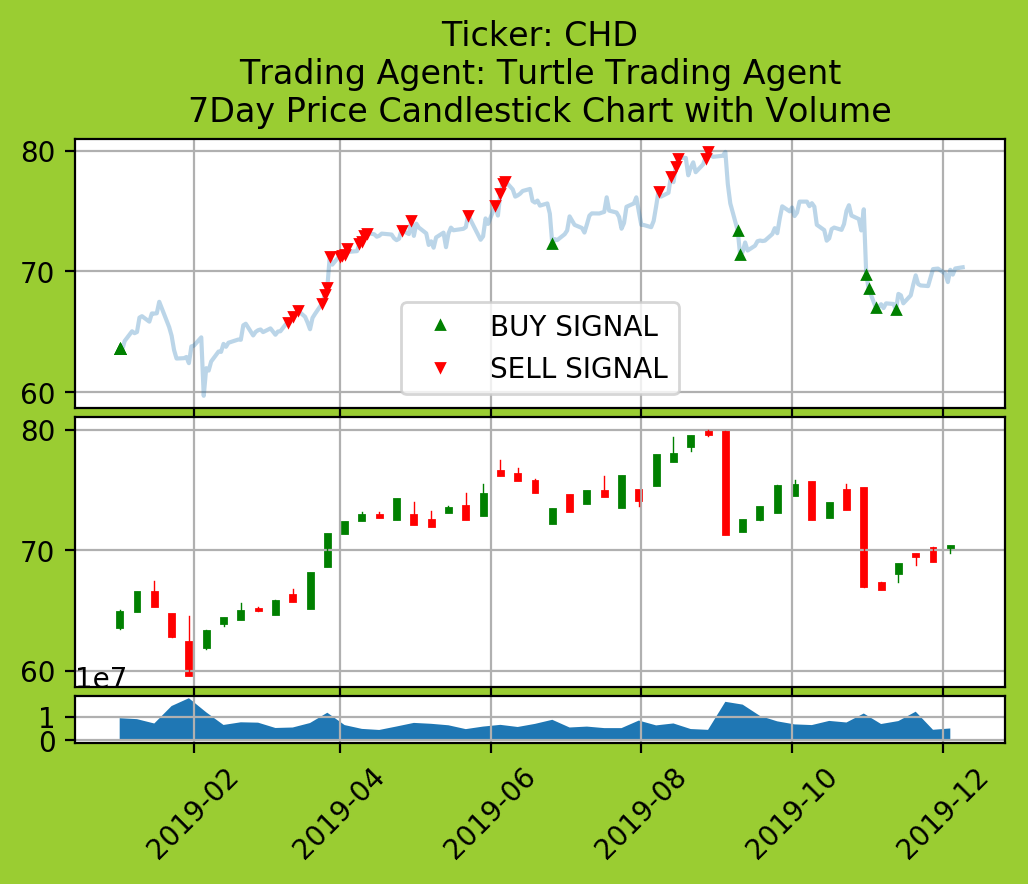 Ticker: CHD
Trading Agent: Turtle Trading Agent
7Day Price Candlestick Chart with Volume
80
70
60
BUY SIGNAL
SELL SIGNAL
80
70
60
1e7
1
0
2019-02
2019-04
2019-06
2019-08
2019-10
2019-12